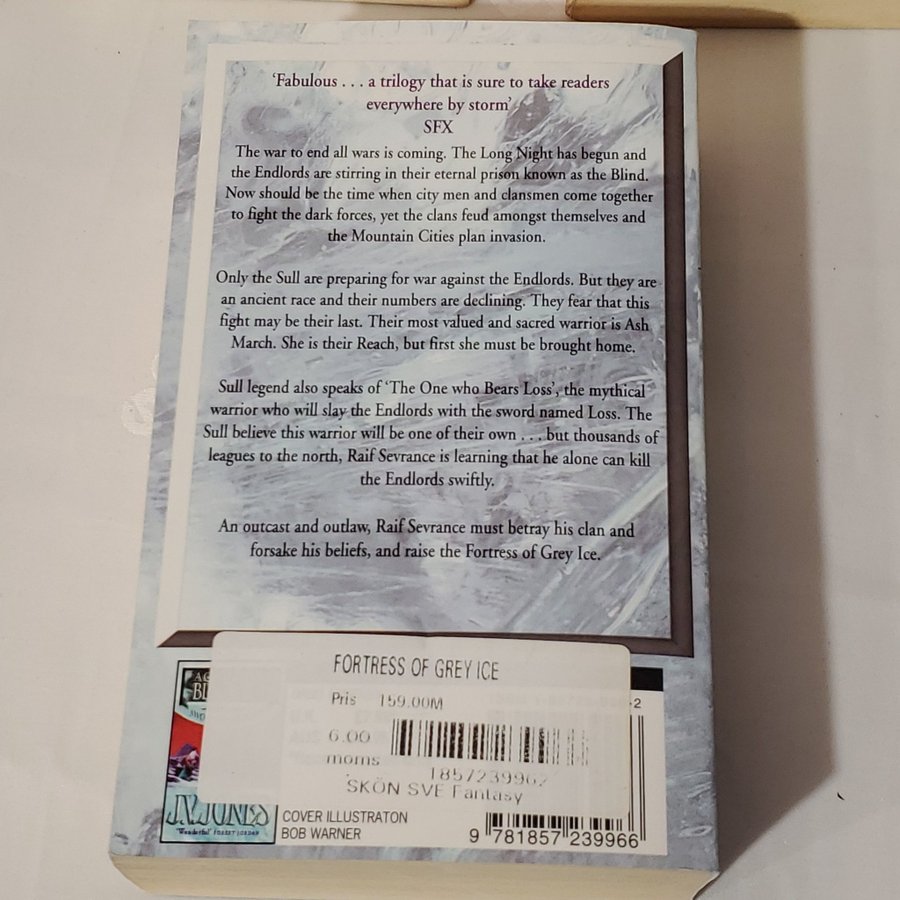 'Fabulous . . . a trilogy that is sure to take readers
everywhere by storm'
SFX
The war to end all wars is coming. The Long Night has begun and
the Endlords are stirring in their eternal prison known as the Blind.
Now should be the time when city men and clansmen come together
to fight the dark forces, yet the clans feud amongst themselves and
the Mountain Cities plan invasion.
Only the Sull are preparing for war against the Endlords. But they are
an ancient race and their numbers are declining. They fear that this
fight may be their last. Their most valued and sacred warrior is Ash
March. She is their Reach, but first she must be brought home.
Sull legend also speaks of 'The One who Bears Loss', the mythical
warrior who will slay the Endlords with the sword named Loss. The
Sull believe this warrior will be one of their own . . . but thousands of
leagues to the north, Raif Sevrance is learning that he alone can kill
the Endlords swiftly.
An outcast and outlaw, Raif Sevrance must betray his clan and
forsake his beliefs, and raise the Fortress of Grey Ice.
FORTRESS OF GREY ICE
Pris 159.00M
6.00
moms
1857239962
SKÖN SVE Fantasy
J.V. JONES
'Wonderful' ROBERT JORDAN
COVER ILLUSTRATON
BOB WARNER
9 781857 239966